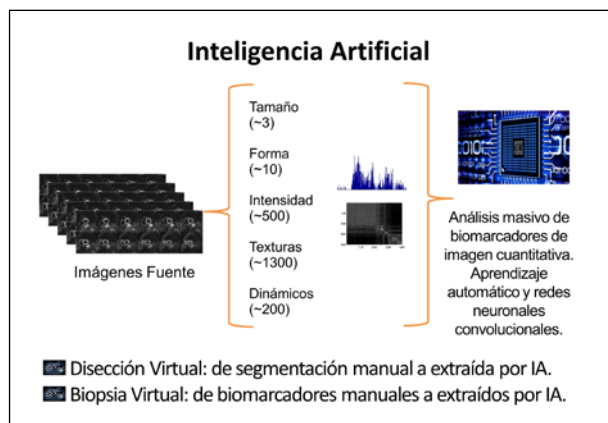 Inteligencia Artificial
Tamaño
(~3)
Forma
(~10)
Intensidad
(~500)
Texturas
(~1300)
Dinámicos
(~200)
Imágenes Fuente
Análisis masivo de
biomarcadores de
imagen cuantitativa.
Aprendizaje
automático y redes
neuronales
convolucionales.
Disección Virtual: de segmentación manual a extraída por IA.
Biopsia Virtual: de biomarcadores manuales a extraídos por IA.